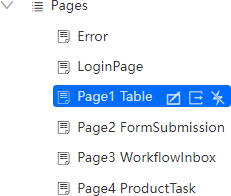 Pages
Error
LoginPage
Page1 Table
Page2 FormSubmission
Page3 WorkflowInbox
Page4 ProductTask